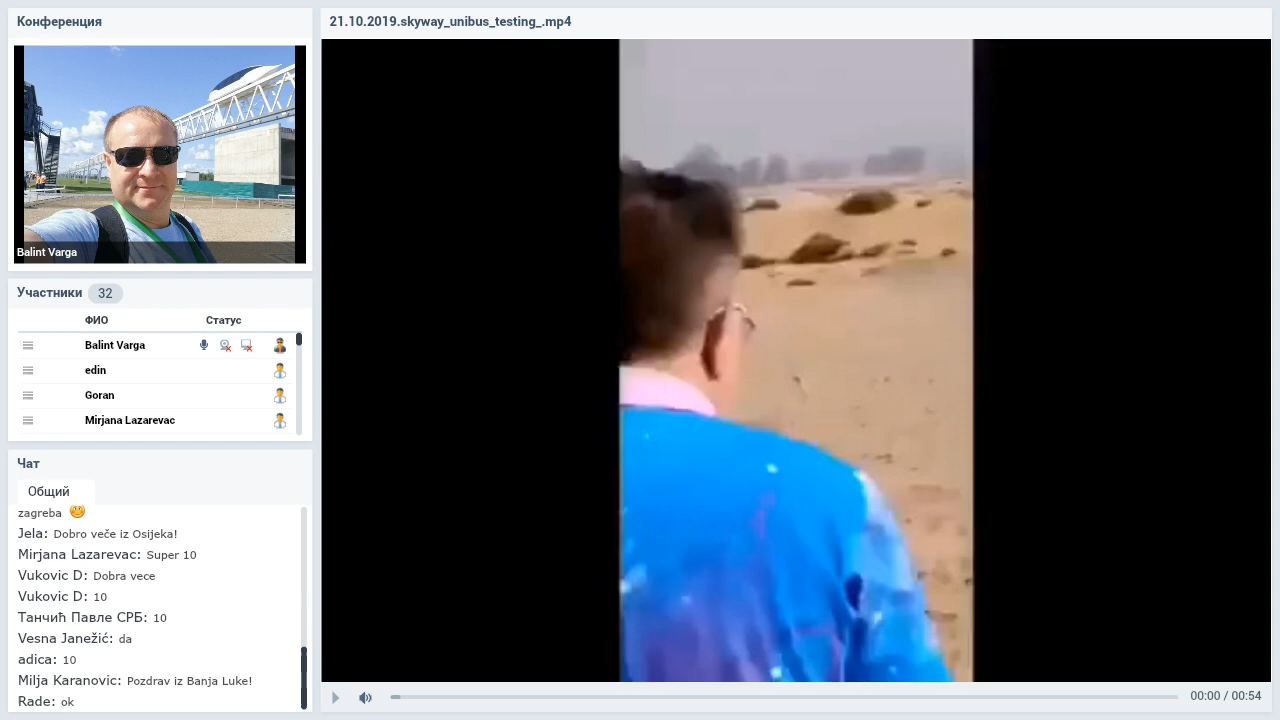 Конференция
Balint Varga
Участники 32
ФИО Статус
Balint Varga
edin
Goran
Mirjana Lazarevac
Чат
Общий
zagreba
Jela: Dobro veče iz Osijeka!
Mirjana Lazarevac: Super 10
Vukovic D: Dobra vece
Vukovic D: 10
Танчић Павле СРБ: 10
Vesna Janežić: da
adica: 10
Milja Karanovic: Pozdrav iz Banja Luke!
Rade: ok
21.10.2019.skyway_unibus_testing_.mp4
00:00 / 00:54